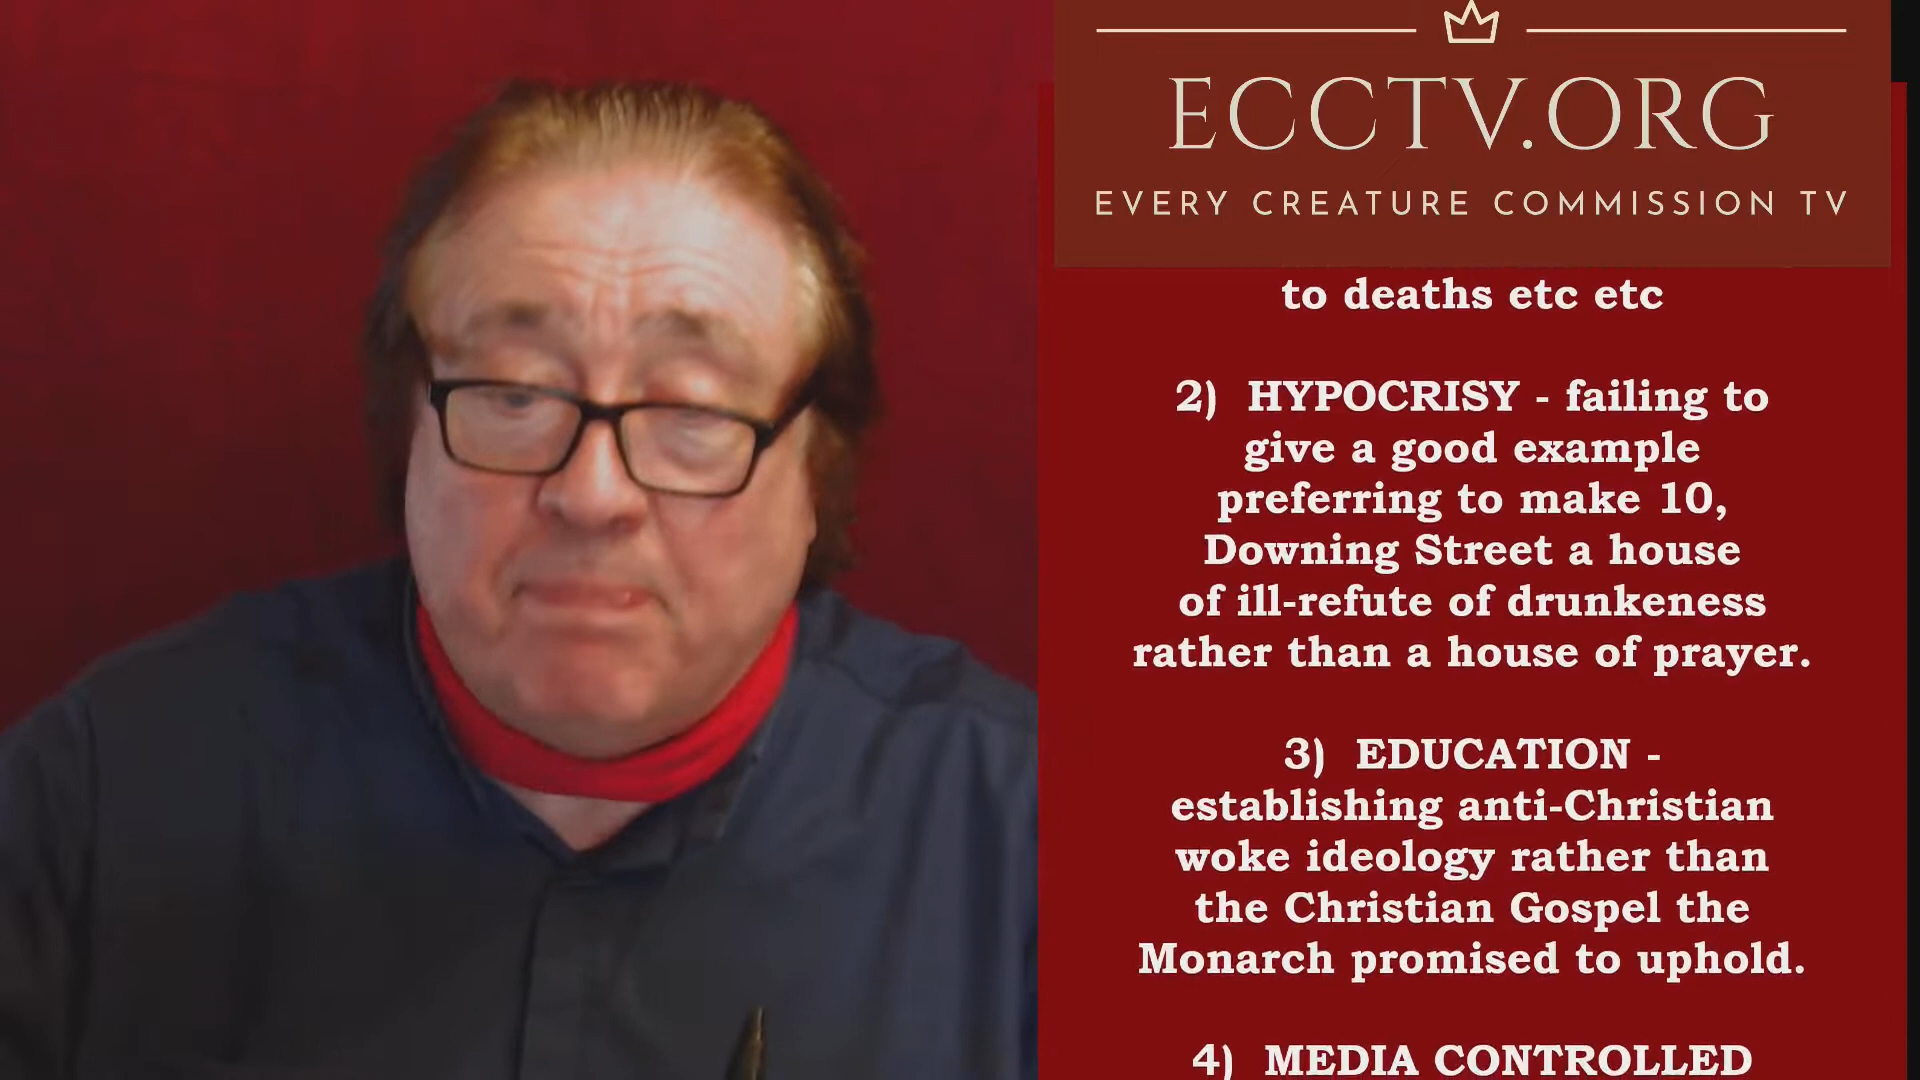 ECCTV.ORG
EVERY CREATURE COMMISSION TV
to deaths etc etc
2) HYPOCRISY - failing to
give a good example
preferring to make 10,
Downing Street a house
of ill-refute of drunkeness
rather than a house of prayer.
3) EDUCATION -
establishing anti-Christian
woke ideology rather than
the Christian Gospel the
Monarch promised to uphold.
4) MEDIA CONTROLLED